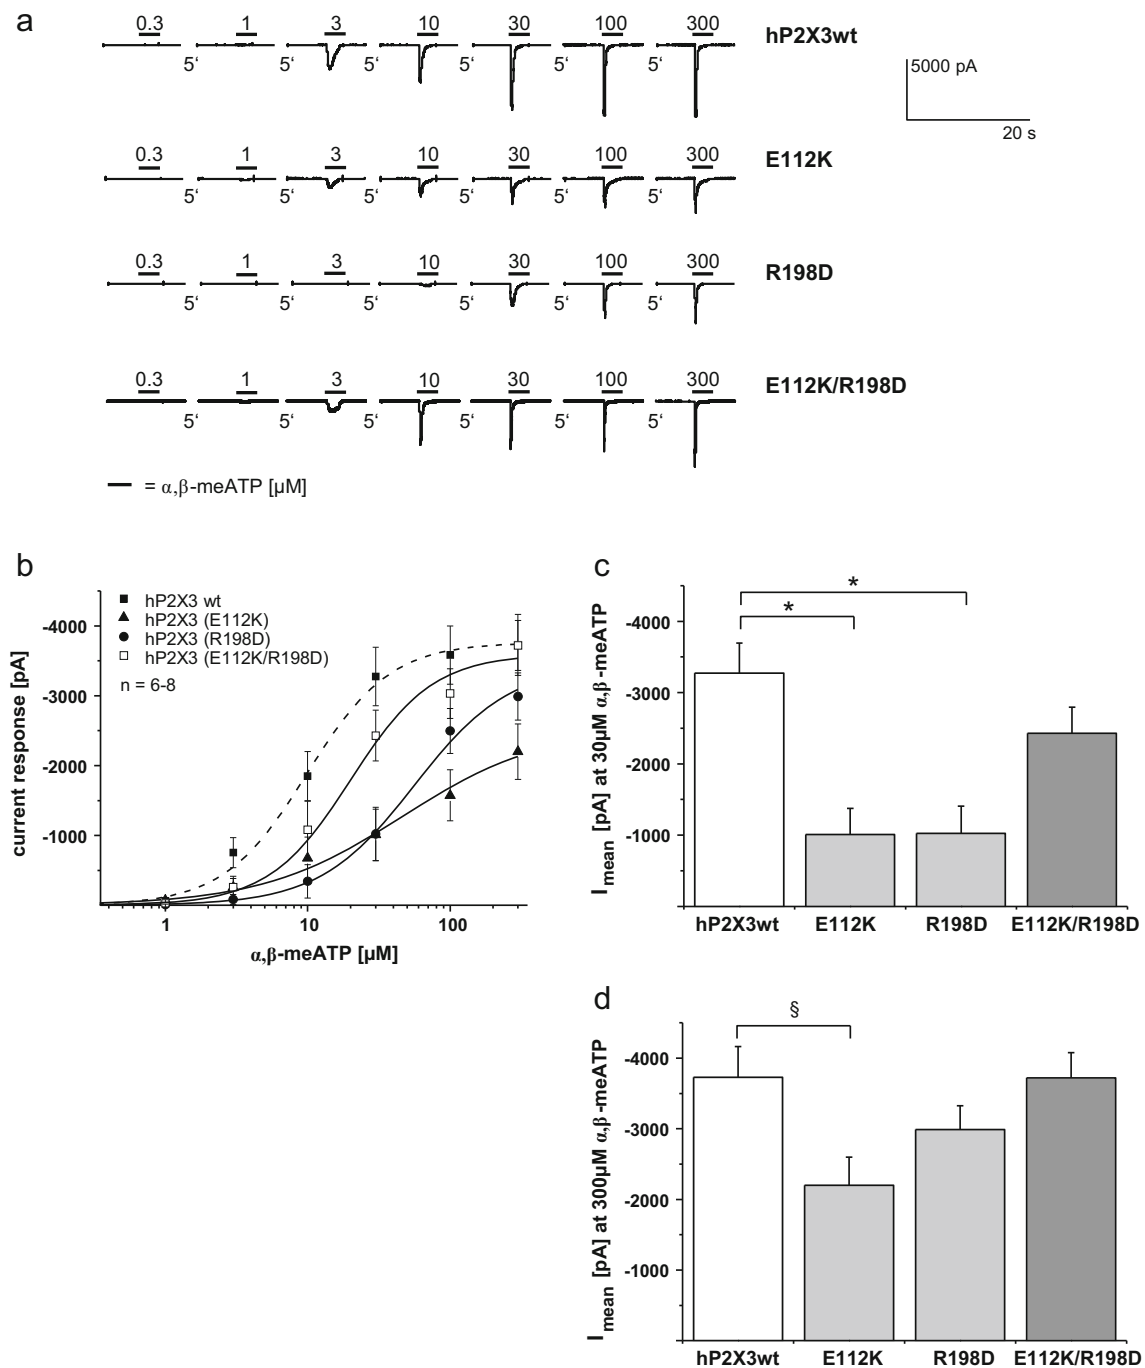 a
0.3 1 3 10 30 100 300 hP2X3wt
5‘ 5‘ 5‘ 5‘ 5‘ 5‘
5000 pA
20 s
0.3 1 3 10 30 100 300 E112K
5‘ 5‘ 5‘ 5‘ 5‘ 5‘
0.3 1 3 10 30 100 300 R198D
5‘ 5‘ 5‘ 5‘ 5‘ 5‘
0.3 1 3 10 30 100 300 E112K/R198D
5‘ 5‘ 5‘ 5‘ 5‘ 5‘
= α,β-meATP [µM]
b
hP2X3 wt
hP2X3 (E112K)
hP2X3 (R198D)
hP2X3 (E112K/R198D)
n = 6-8
current response [pA]
-4000
-3000
-2000
-1000
1 10 100
α,β-meATP [µM]
c
I mean [pA] at 30µM α,β-meATP
-4000
-3000
-2000
-1000
*
*
hP2X3wt E112K R198D E112K/R198D
d
I mean [pA] at 300µM α,β-meATP
-4000
-3000
-2000
-1000
§
hP2X3wt E112K R198D E112K/R198D